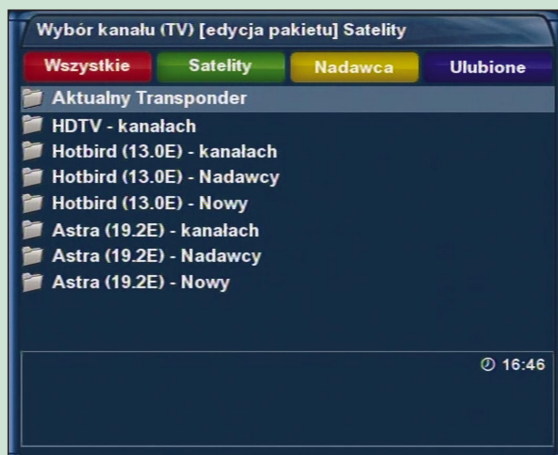 Wybór kanału (TV) [edycja pakietu] Satelity
Wszystkie Satelity Nadawca Ulubione
Aktualny Transponder
HDTV - kanałach
Hotbird (13.0E) - kanałach
Hotbird (13.0E) - Nadawcy
Hotbird (13.0E) - Nowy
Astra (19.2E) - kanałach
Astra (19.2E) - Nadawcy
Astra (19.2E) - Nowy
16:46